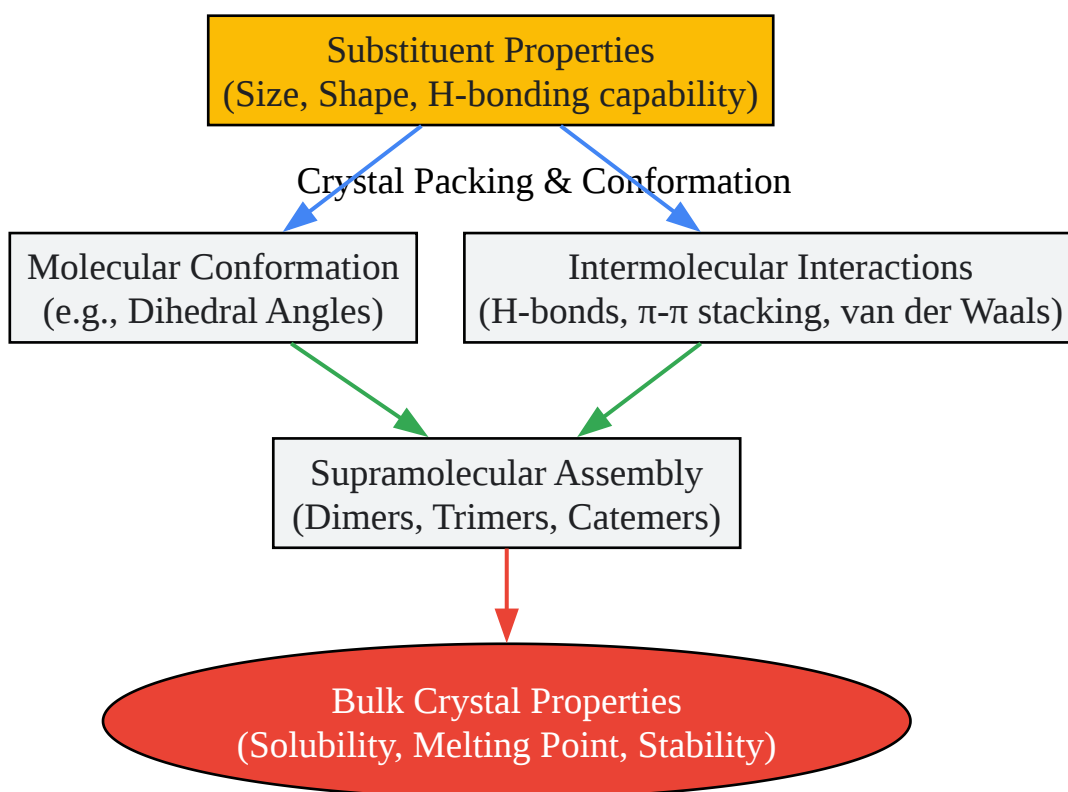 Substituent Properties
(Size, Shape, H-bonding capability)
Crystal Packing & Conformation
Molecular Conformation
(e.g., Dihedral Angles)
Intermolecular Interactions
(H-bonds, π-π stacking, van der Waals)
Supramolecular Assembly
(Dimers, Trimers, Catemers)
Bulk Crystal Properties
(Solubility, Melting Point, Stability)